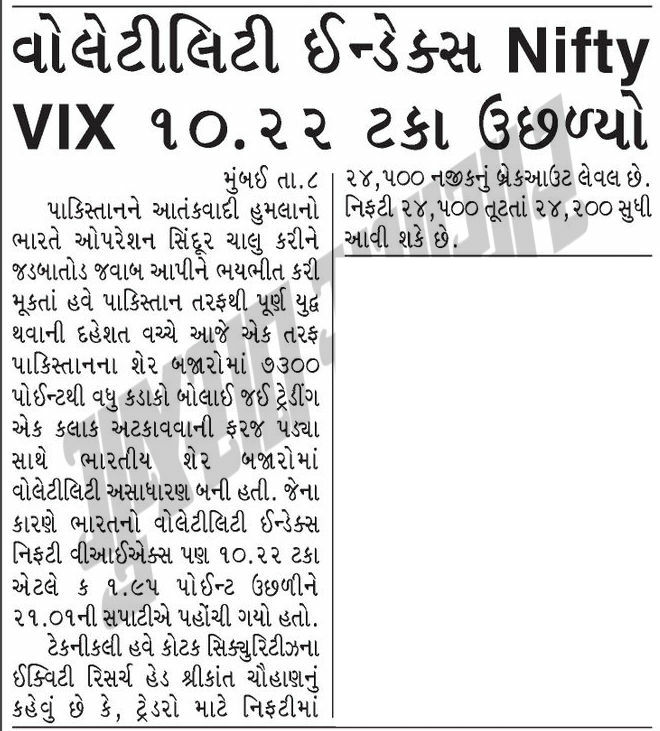 વોલેટીલિટી ઈન્ડેક્સ Nifty
VIX ૧૦.૨૨ ટકા ઉછળ્યો
મુંબઈ તા.૮
પાકિસ્તાનને આતંકવાદી હુમલાનો
ભારતે ઓપરેશન સિંદૂર ચાલુ કરીને
જડબાતોડ જવાબ આપીને ભયભીત કરી
મૂકતાં હવે પાકિસ્તાન તરફથી પૂર્ણ યુદ્ધ
થવાની દહેશત વચ્ચે આજે એક તરફ
પાકિસ્તાનના શેર બજારોમાં ૭૩૦૦
પોઈન્ટથી વધુ કડાકો બોલાઈ જઈ ટ્રેડીંગ
એક કલાક અટકાવવાની ફરજ પડ્યા
સાથે ભારતીય શેર બજારોમાં
વોલેટીલિટી અસાધારણ બની હતી. જેના
કારણે ભારતનો વોલેટીલિટી ઈન્ડેક્સ
નિફ્ટી વીઆઈએક્સ પણ ૧૦.૨૨ ટકા
એટલે ક ૧.૯૫ પોઈન્ટ ઉછળીને
૨૧.૦૧ની સપાટીએ પહોંચી ગયો હતો.
ટેકનીકલી હવે કોટક સિક્યુરિટીઝના
ઈક્વિટી રિસર્ચ હેડ શ્રીકાંત ચૌહાણનું
કહેવું છે કે, ટ્રેડરો માટે નિફ્ટીમાં
૨૪,૫૦૦ નજીકનું બ્રેકઆઉટ લેવલ છે.
નિફ્ટી ૨૪,૫૦૦ તૂટતાં ૨૪,૨૦૦ સુધી
આવી શકે છે.